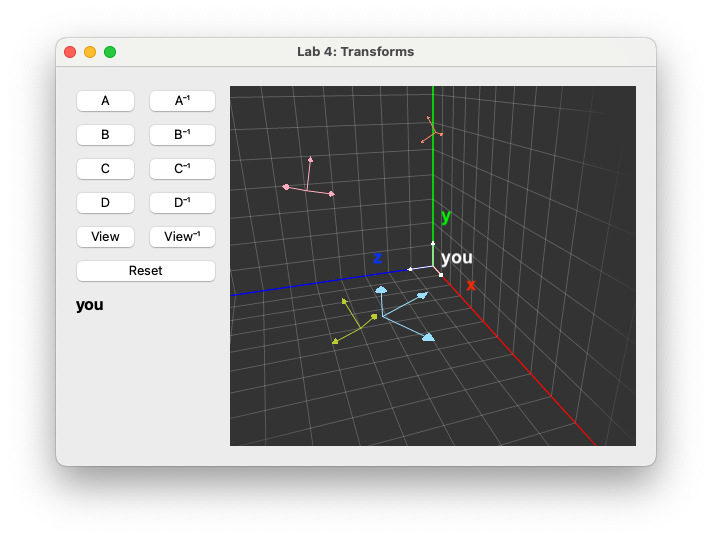 Lab 4: Transforms
A A⁻¹
B B⁻¹
C C⁻¹
D D⁻¹
View View⁻¹
Reset
you
y
z
you
x